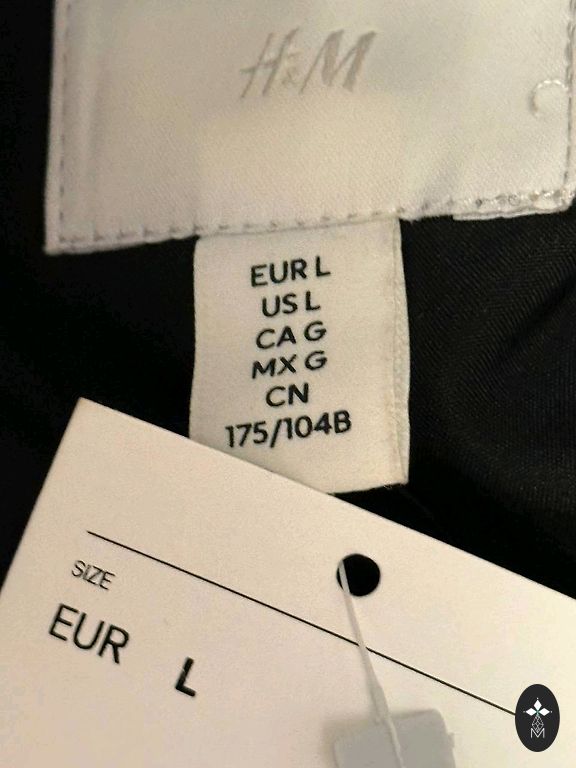 H&M
EUR L
US L
CA G
MX G
CN
175/104B
SIZE
EUR L
M